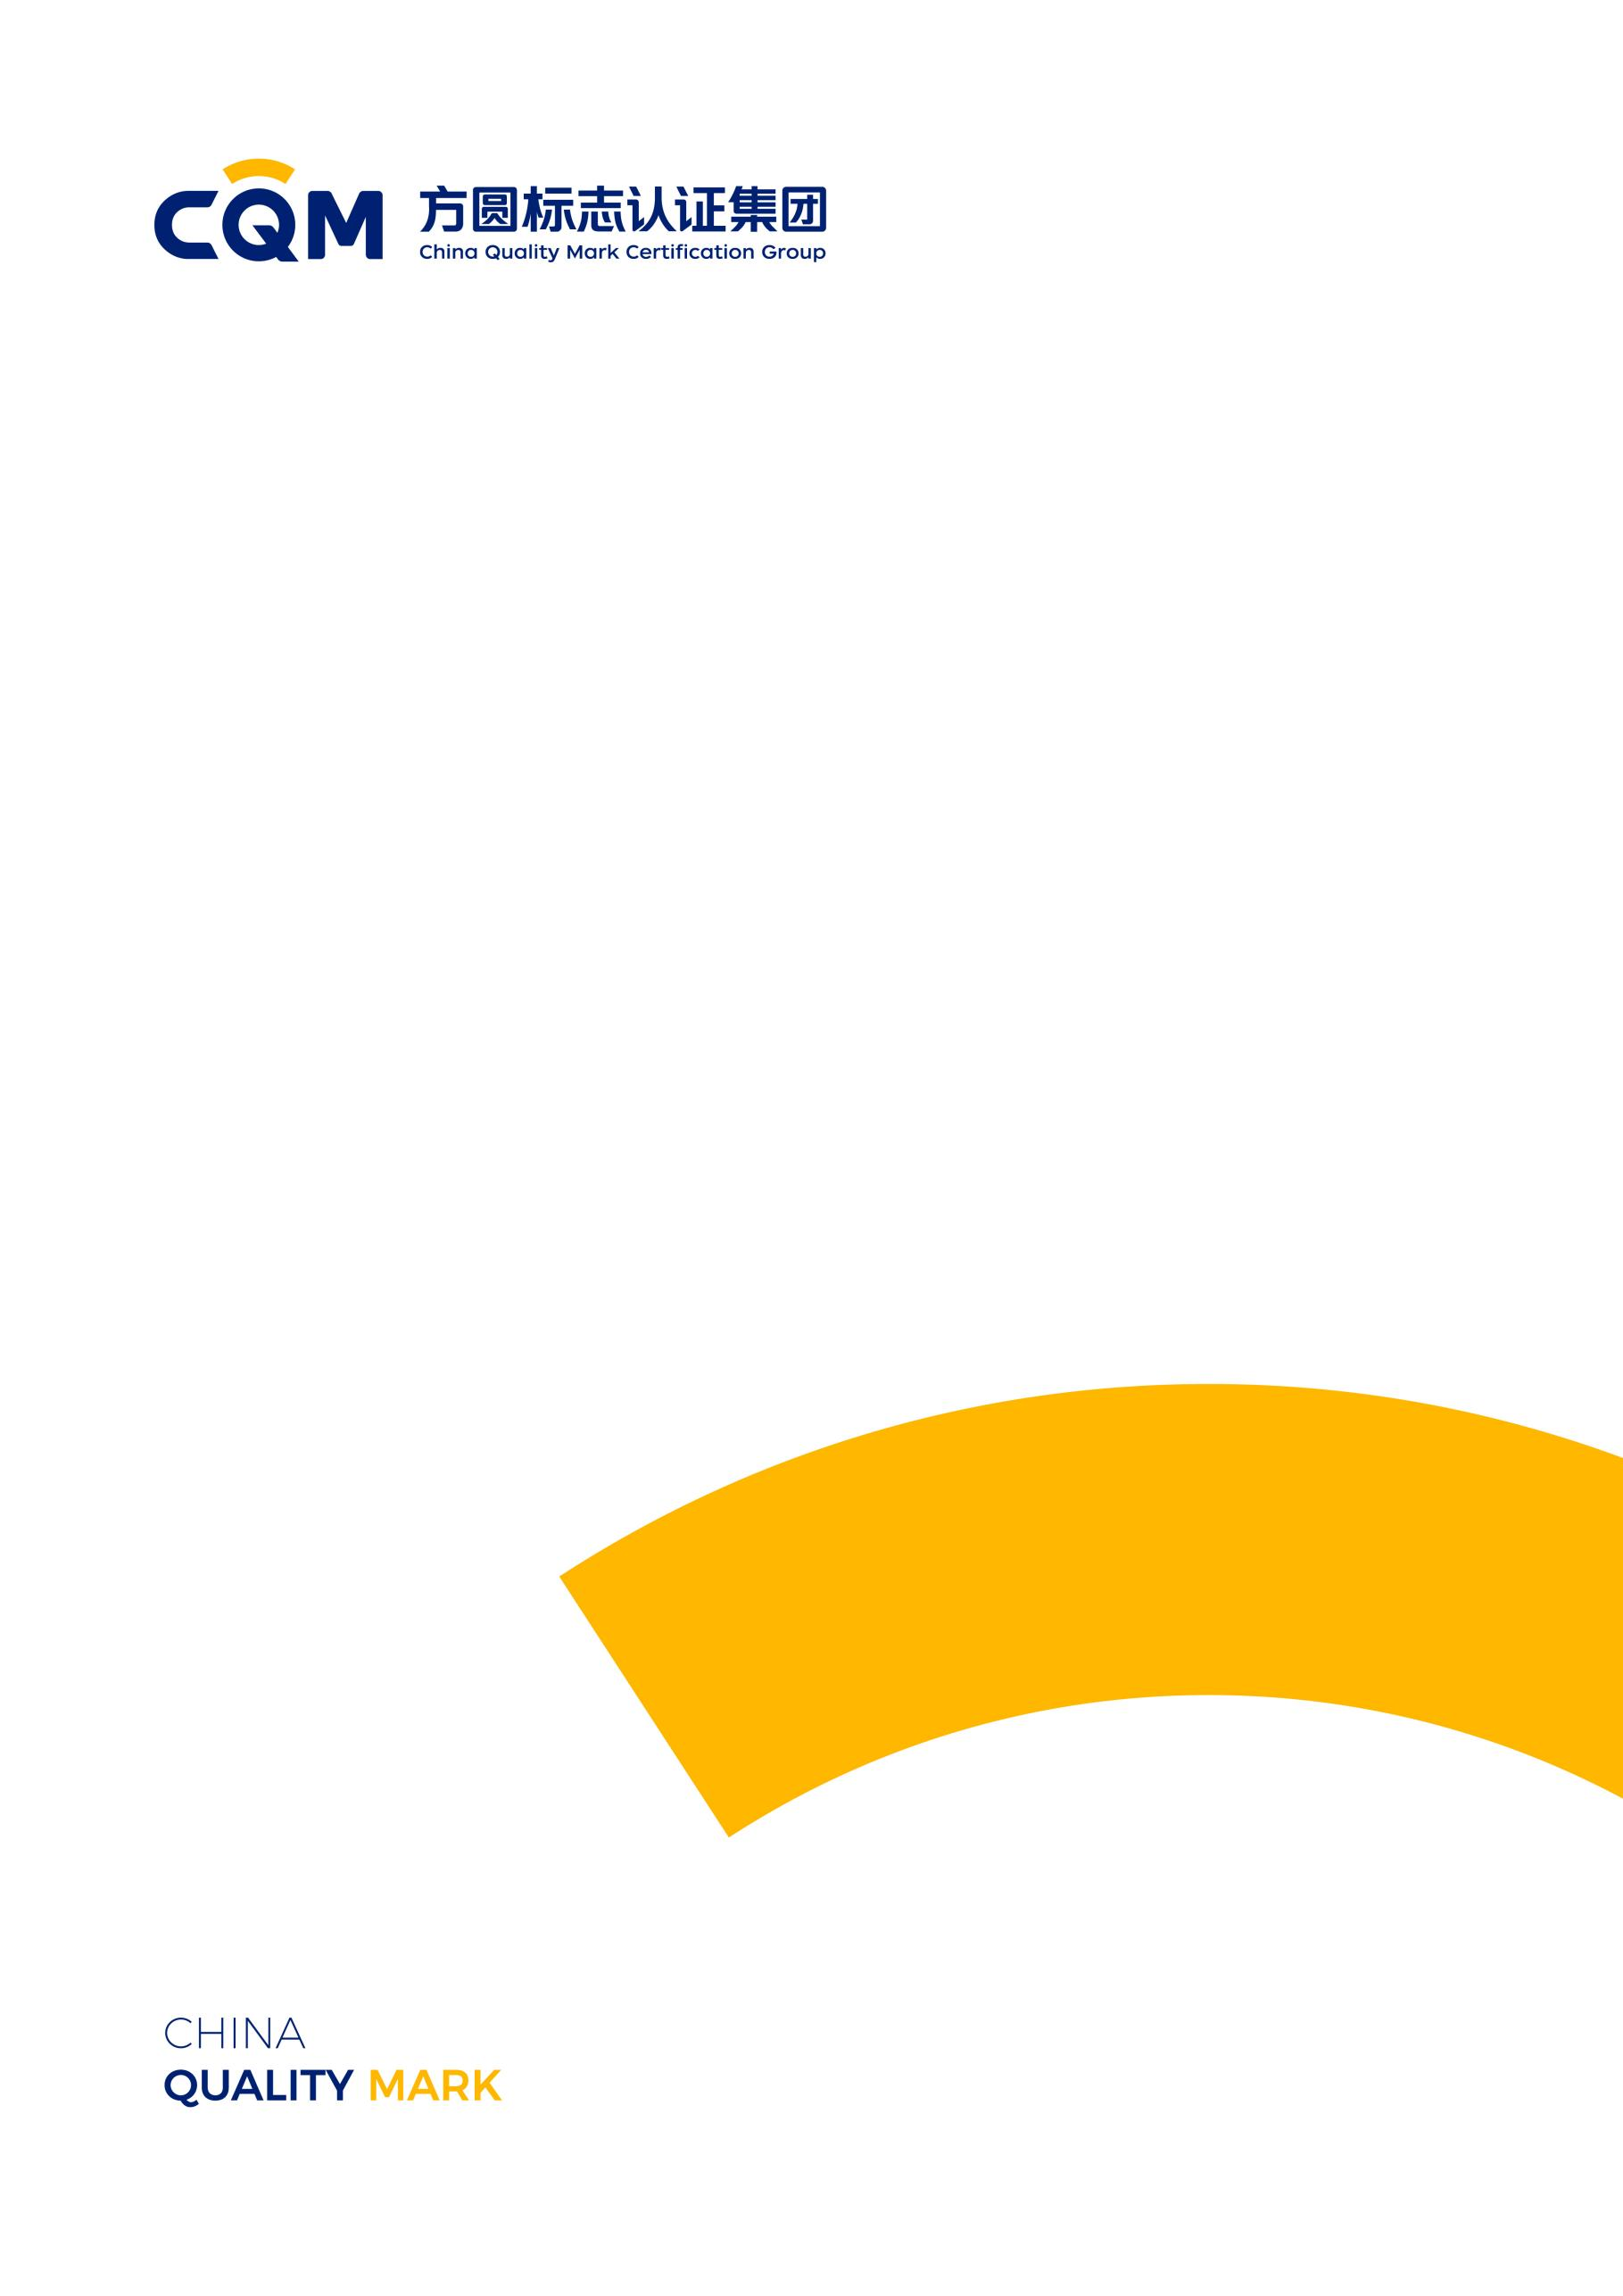 CQM
方圆标志认证集团
China Quality Mark Certification Group
CHINA
QUALITY MARK